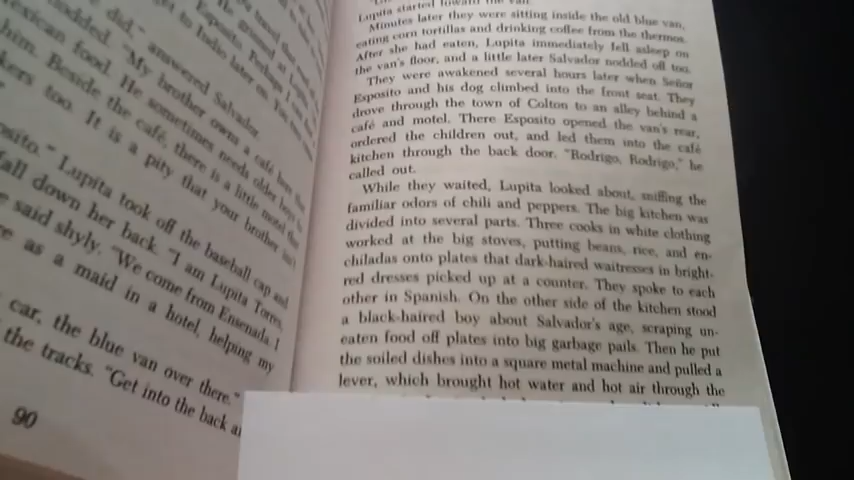 did," answered Salvador.
nodded. "My brother owns a café
Mexican food. He sometimes needs older boys
him. Beside the café, there is a little motel
kers too. It is a pity that your brother isn't
Lupita took off the baseball cap and
fall down her back. "I am Lupita Torres,
said shyly. "We come from Ensenada. I
as a maid in a hotel, helping my
car, the blue van over there."
the tracks. "Get into the back
90
Lupita started toward the van
Minutes later they were sitting inside the old blue van,
eating corn tortillas and drinking coffee from the thermos.
After she had eaten, Lupita immediately fell asleep on
the van's floor, and a little later Salvador nodded off too.
They were awakened several hours later when Señor
Esposito and his dog climbed into the front seat. They
drove through the town of Colton to an alley behind a
café and motel. There Esposito opened the van's rear,
ordered the children out, and led them into the café
kitchen through the back door. "Rodrigo, Rodrigo," he
called out.
While they waited, Lupita looked about, sniffing the
familiar odors of chili and peppers. The big kitchen was
divided into several parts. Three cooks in white clothing
worked at the big stoves, putting beans, rice, and en-
chiladas onto plates that dark-haired waitresses in bright-
red dresses picked up at a counter. They spoke to each
other in Spanish. On the other side of the kitchen stood
a black-haired boy about Salvador's age, scraping un-
eaten food off plates into big garbage pails. Then he put
the soiled dishes into a square metal machine and pulled a
lever, which brought hot water and hot air through the